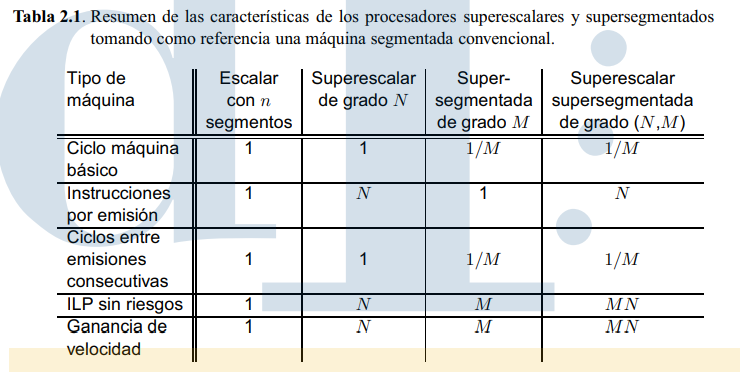 Tabla 2.1. Resumen de las características de los procesadores superescalares y supersegmentados
tomando como referencia una máquina segmentada convencional.
Tipo de máquina | Escalar con n segmentos | Superescalar de grado N | Super-segmentada de grado M | Superescalar supersegmentada de grado (N,M)
Ciclo máquina básico | 1 | 1 | 1/M | 1/M
Instrucciones por emisión | 1 | N | 1 | N
Ciclos entre emisiones consecutivas | 1 | 1 | 1/M | 1/M
ILP sin riesgos | 1 | N | M | MN
Ganancia de velocidad | 1 | N | M | MN